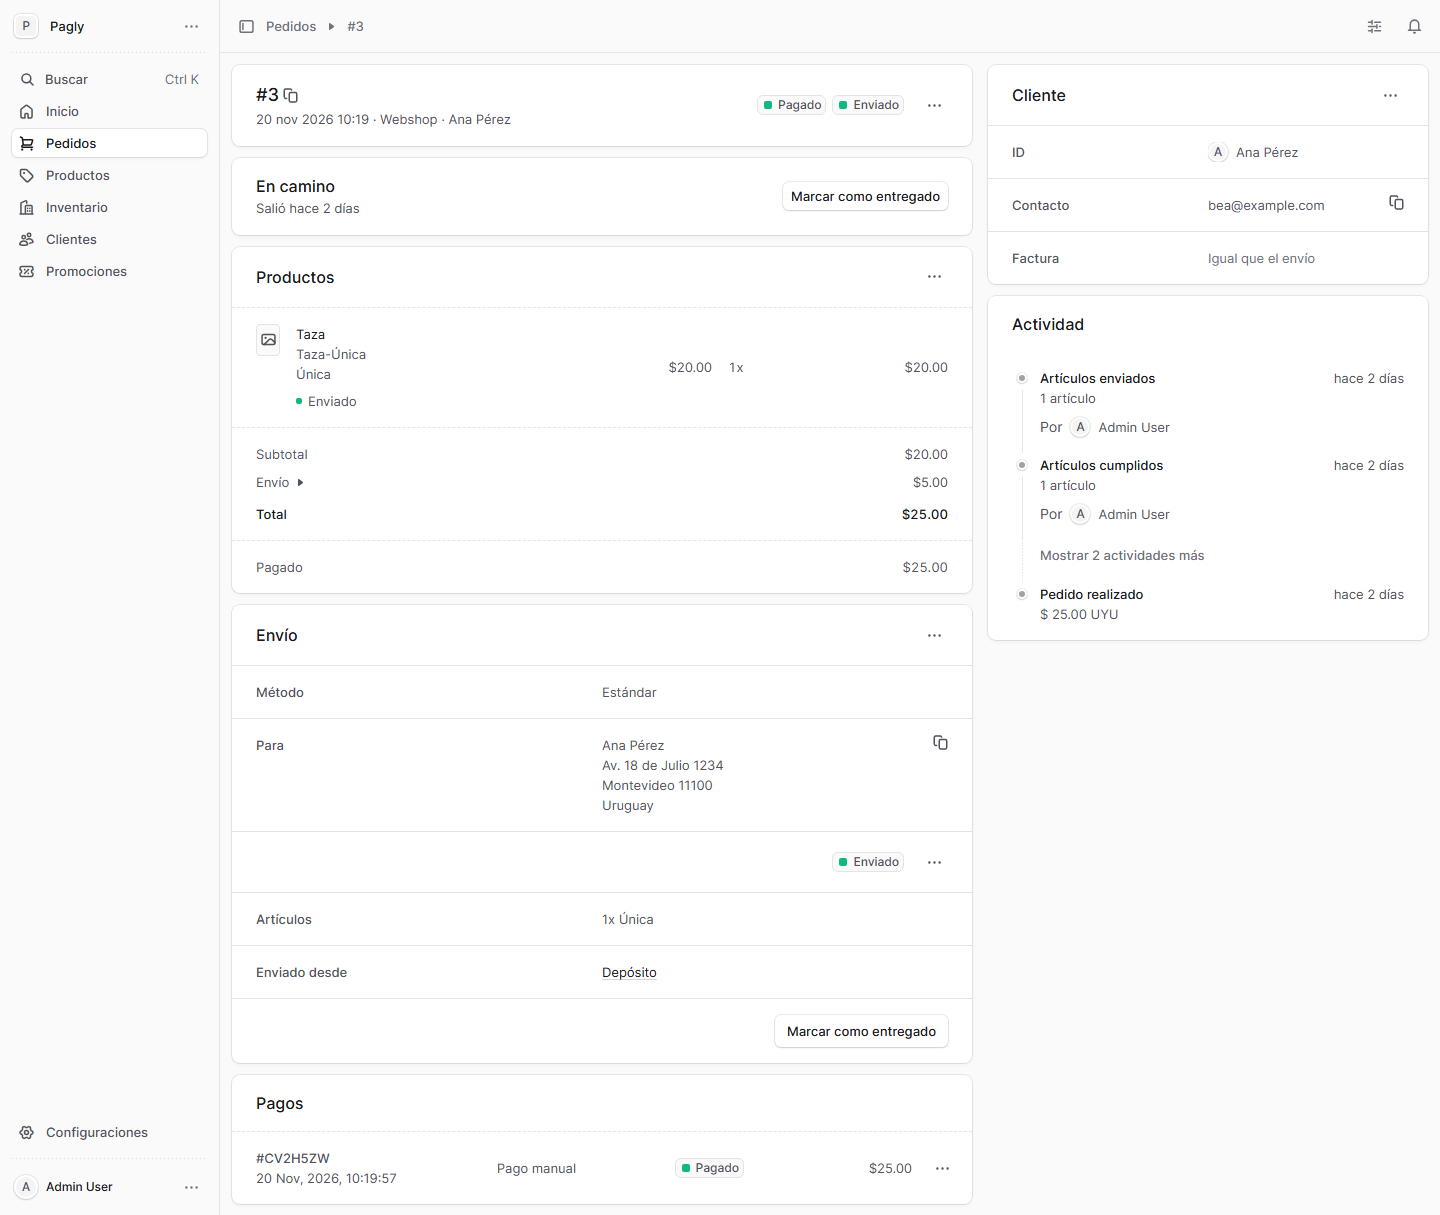 P Pagly
Buscar Ctrl K
Inicio
Pedidos
Productos
Inventario
Clientes
Promociones
Configuraciones
A Admin User
Pedidos #3
#3
20 nov 2026 10:19 · Webshop · Ana Pérez
Pagado Enviado
En camino
Salió hace 2 días
Marcar como entregado
Productos
Taza
Taza-Única
Única
Enviado
$20.00 1x $20.00
Subtotal $20.00
Envío $5.00
Total $25.00
Pagado $25.00
Envío
Método Estándar
Para Ana Pérez
Av. 18 de Julio 1234
Montevideo 11100
Uruguay
Enviado
Artículos 1x Única
Enviado desde Depósito
Marcar como entregado
Pagos
#CV2H5ZW
20 Nov, 2026, 10:19:57
Pago manual Pagado $25.00
Cliente
ID A Ana Pérez
Contacto bea@example.com
Factura Igual que el envío
Actividad
Artículos enviados hace 2 días
1 artículo
Por A Admin User
Artículos cumplidos hace 2 días
1 artículo
Por A Admin User
Mostrar 2 actividades más
Pedido realizado hace 2 días
$ 25.00 UYU